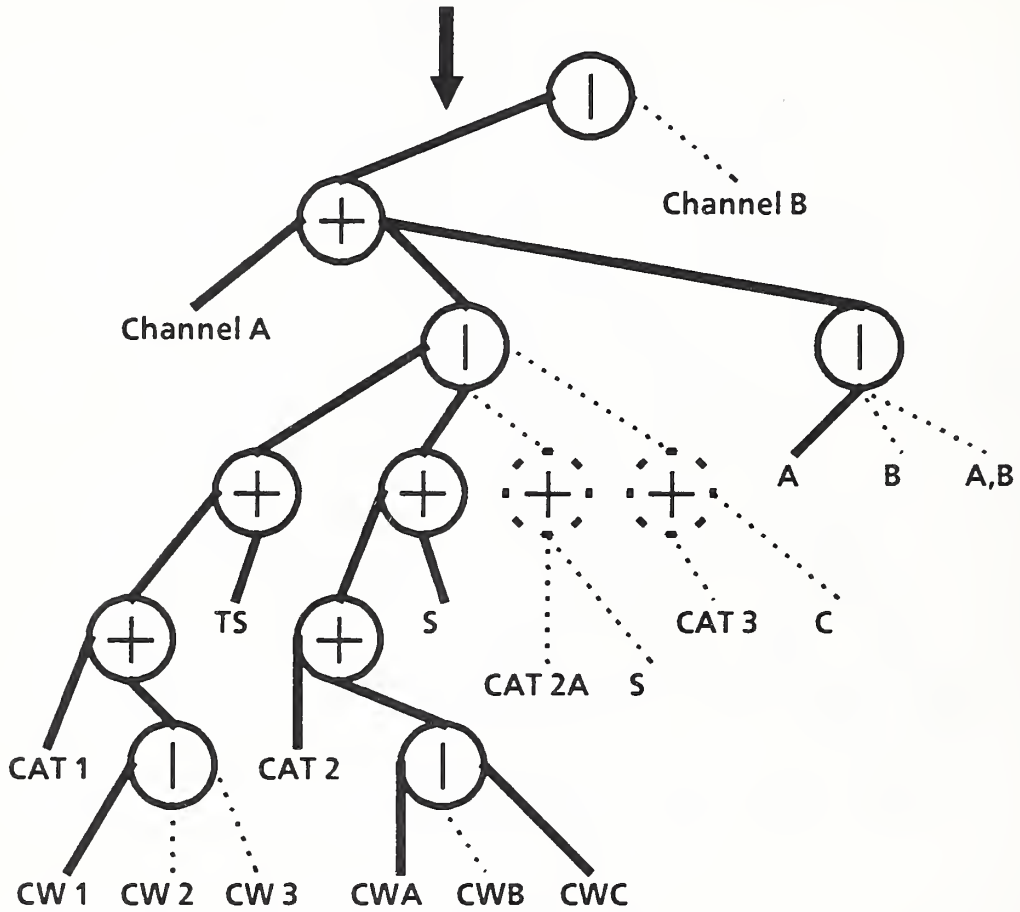 Channel B
Channel A
A B A,B
TS S CAT 3 C
CAT 2A S
CAT 1 CAT 2
CW 1 CW 2 CW 3 CWA CWB CWC